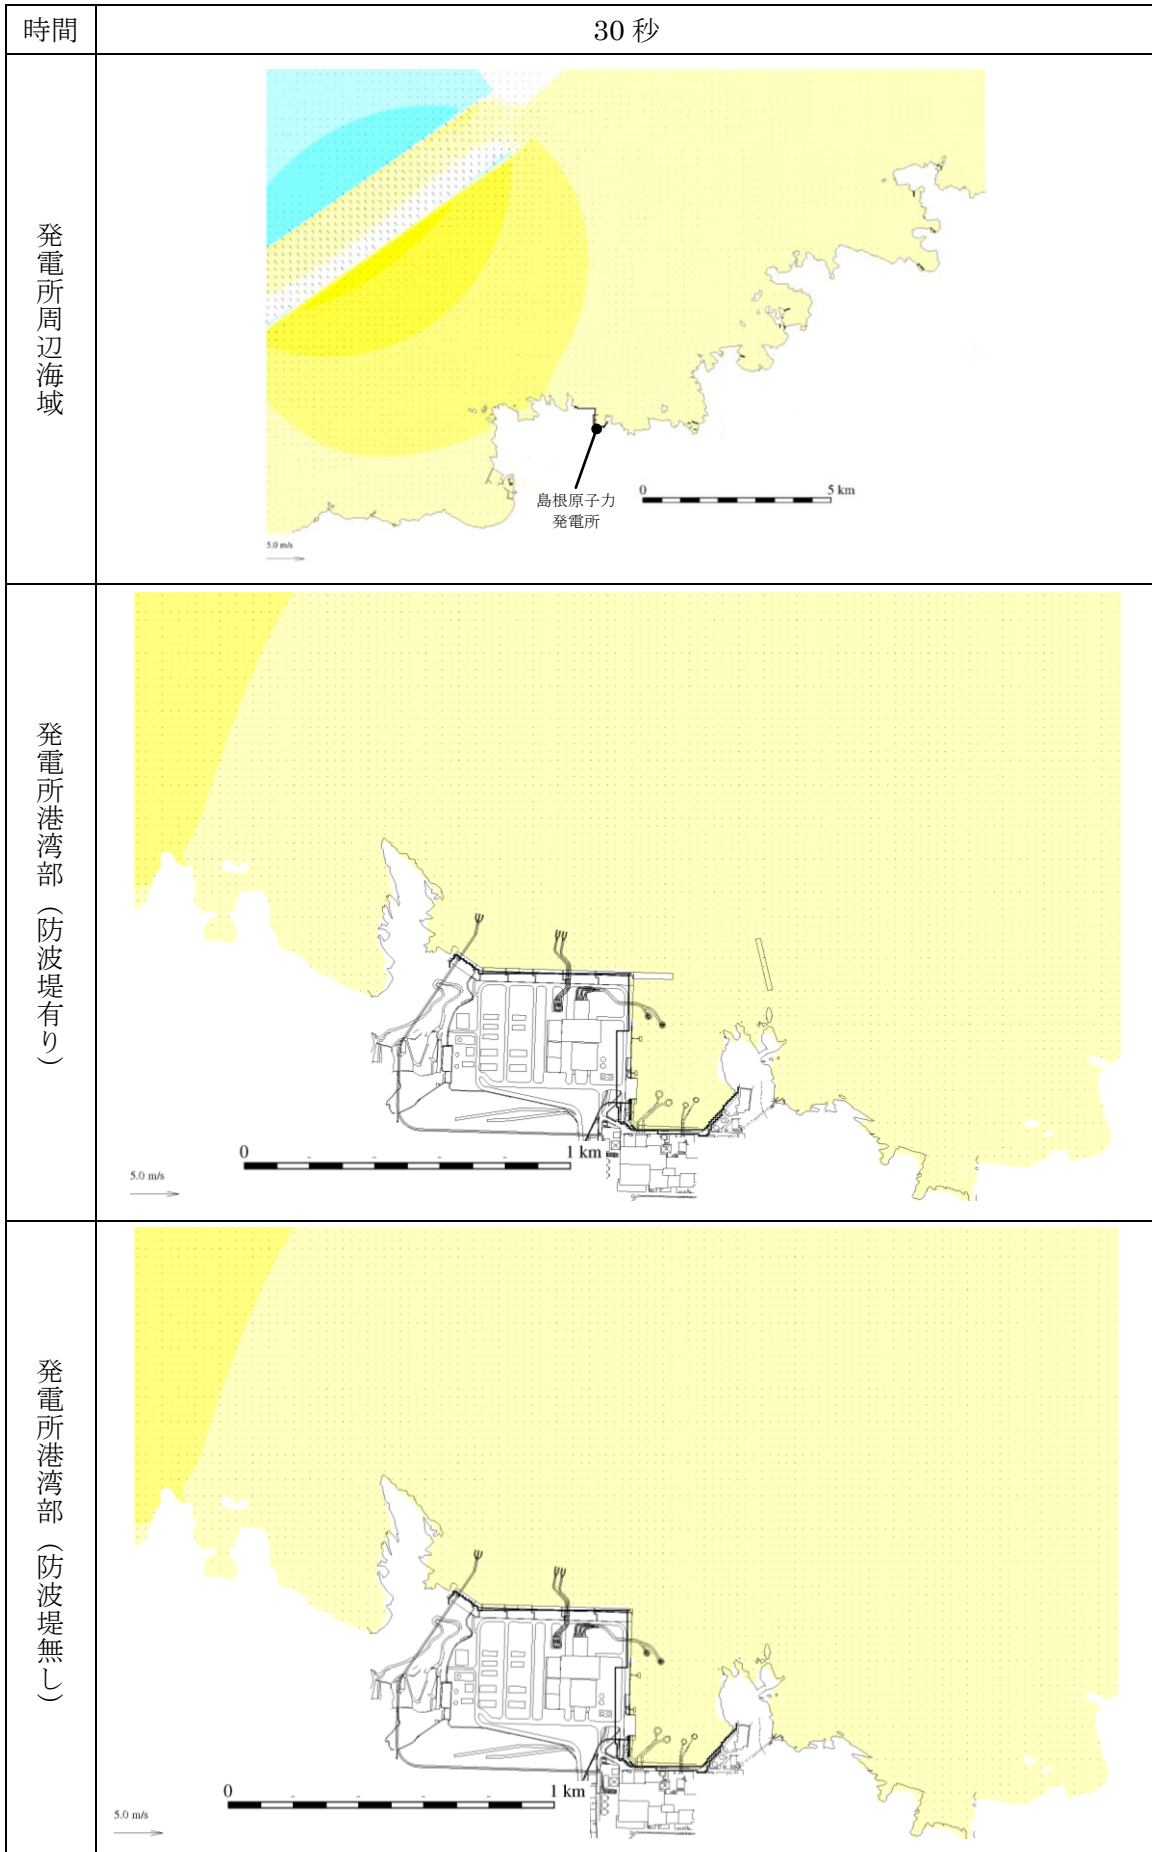 時間
30 秒
発電所周辺海域
島根原子力
発電所
0 5 km
5.0 m/s
発電所港湾部（防波堤有り）
0 1 km
5.0 m/s
発電所港湾部（防波堤無し）
0 1 km
5.0 m/s